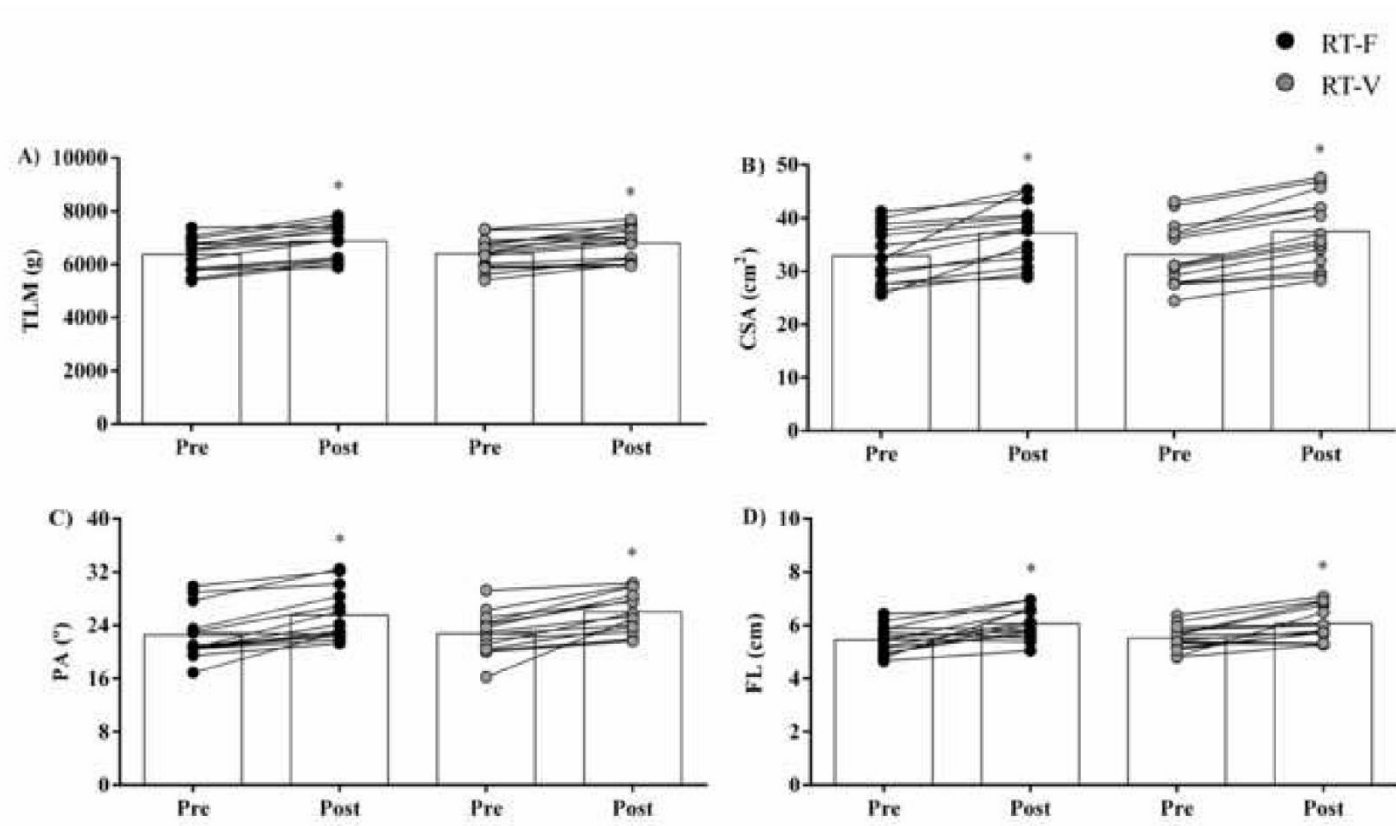 RT-F
RT-V
A)
10000
8000
6000
4000
2000
0
TLM (g)
*
*
Pre
Post
Pre
Post
B)
50
40
30
20
10
0
CSA (cm²)
*
*
Pre
Post
Pre
Post
C)
40
32
24
16
8
0
PA (º)
*
*
Pre
Post
Pre
Post
D)
10
8
6
4
2
0
FL (cm)
*
*
Pre
Post
Pre
Post